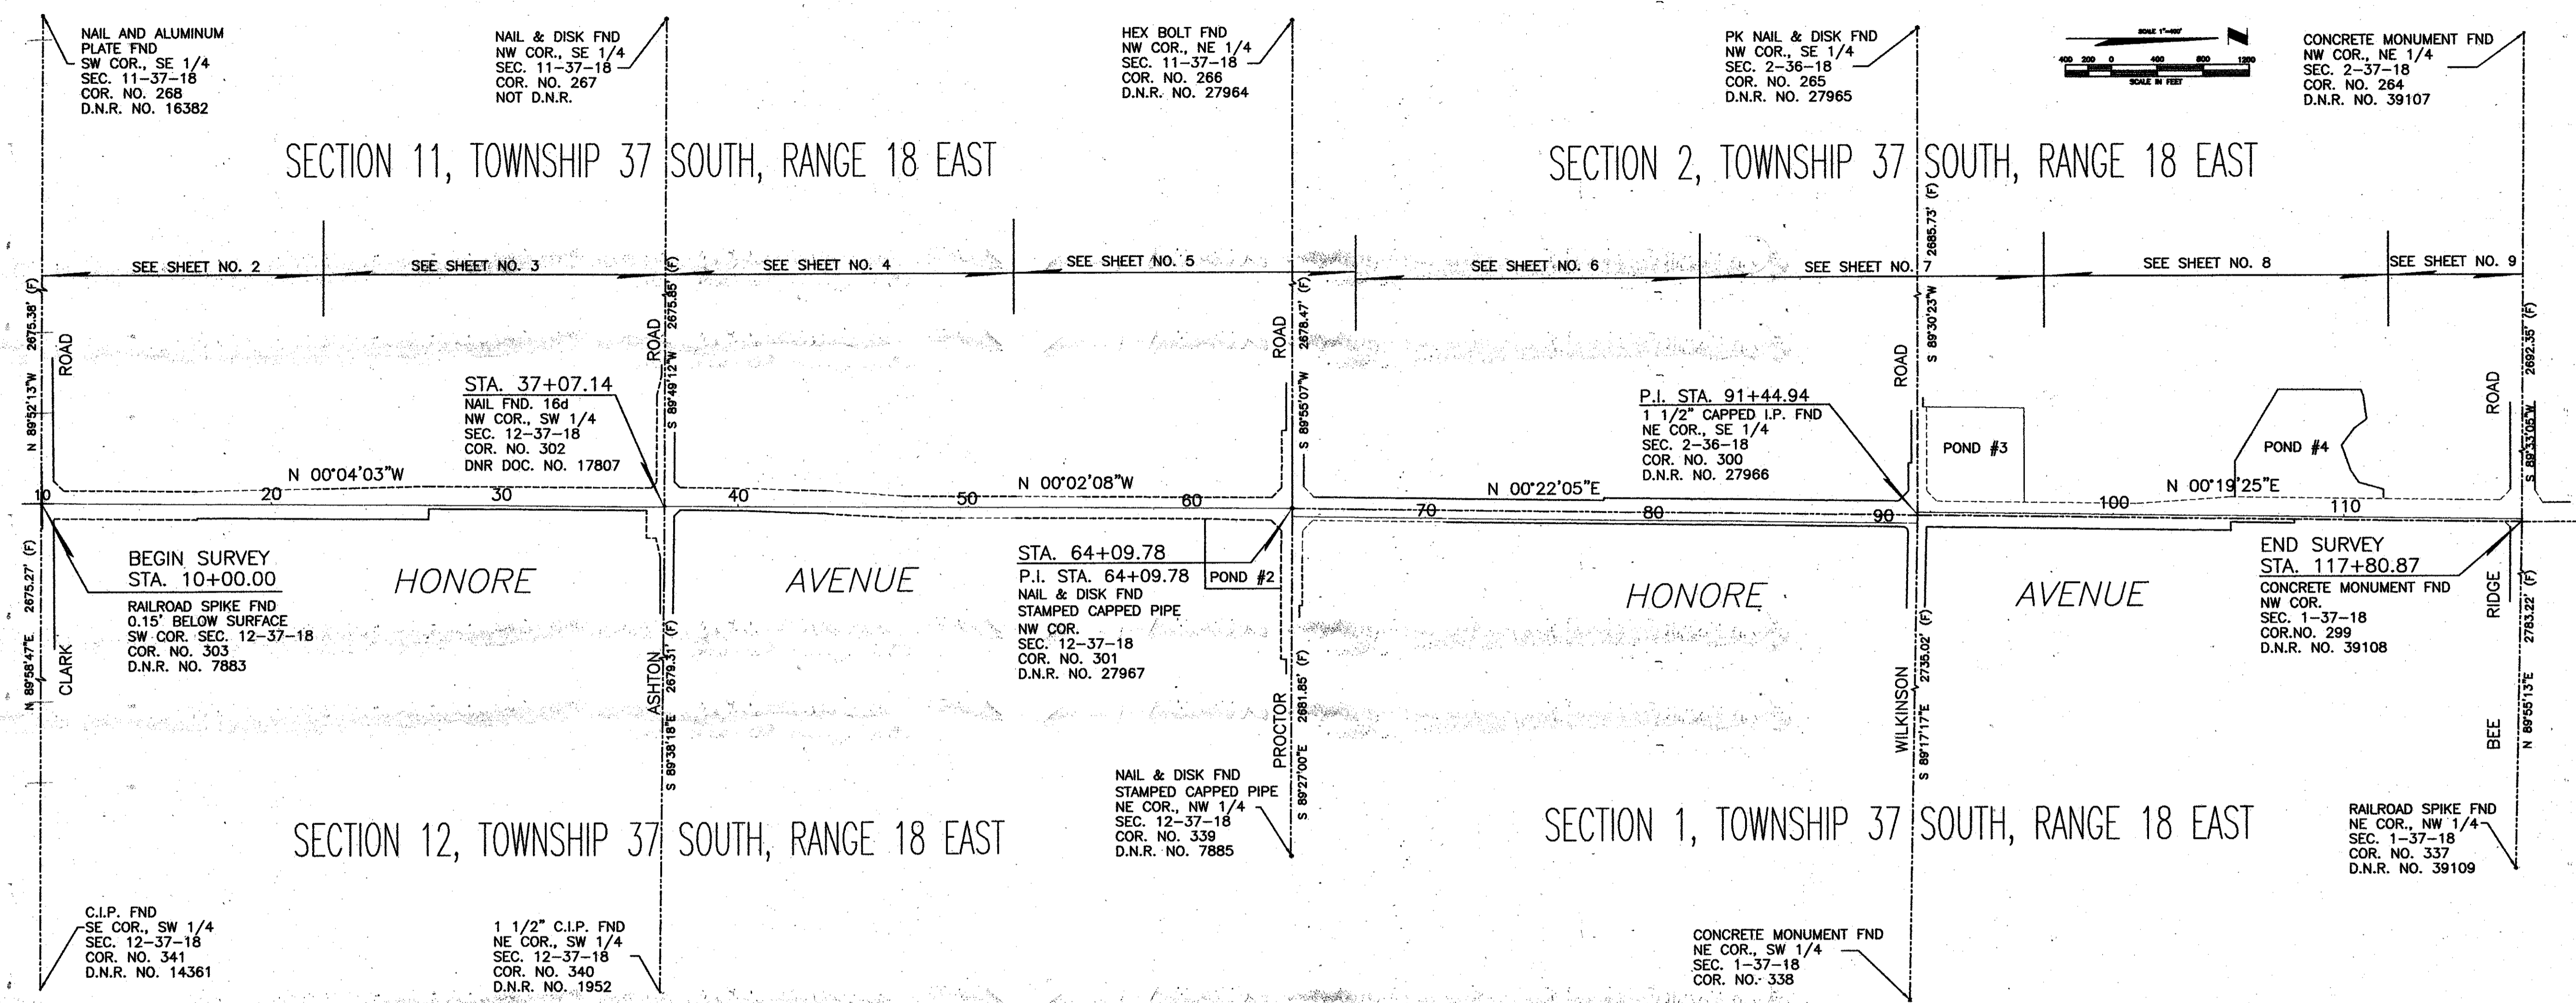 NAIL AND ALUMINUM
PLATE FND
SW COR., SE 1/4
SEC. 11-37-18
COR. NO. 268
D.N.R. NO. 16382
NAIL & DISK FND
NW COR., SE 1/4
SEC. 11-37-18
COR. NO. 267
NOT D.N.R.
HEX BOLT FND
NW COR., NE 1/4
SEC. 11-37-18
COR. NO. 266
D.N.R. NO. 27964
PK NAIL & DISK FND
NW COR., SE 1/4
SEC. 2-36-18
COR. NO. 265
D.N.R. NO. 27965
SCALE 1"=400'
N
400 200 0 400 800 1200
SCALE IN FEET
CONCRETE MONUMENT FND
NW COR., NE 1/4
SEC. 2-37-18
COR. NO. 264
D.N.R. NO. 39107
SECTION 11, TOWNSHIP 37 SOUTH, RANGE 18 EAST
SECTION 2, TOWNSHIP 37 SOUTH, RANGE 18 EAST
SEE SHEET NO. 2
SEE SHEET NO. 3
SEE SHEET NO. 4
SEE SHEET NO. 5
SEE SHEET NO. 6
SEE SHEET NO. 7
SEE SHEET NO. 8
SEE SHEET NO. 9
N 89°52'13"W 2675.38' (F)
ROAD
ROAD
S 89°49'12"W 2675.85' (F)
ROAD
S 89°55'07"W 2678.47' (F)
ROAD
S 89°30'23"W 2685.73' (F)
ROAD
S 89°33'05"W 2692.35' (F)
STA. 37+07.14
NAIL FND. 16d
NW COR., SW 1/4
SEC. 12-37-18
COR. NO. 302
DNR DOC. NO. 17807
P.I. STA. 91+44.94
1 1/2" CAPPED I.P. FND
NE COR., SE 1/4
SEC. 2-36-18
COR. NO. 300
D.N.R. NO. 27966
POND #3
POND #4
N 00°04'03"W
N 00°02'08"W
N 00°22'05"E
N 00°19'25"E
10 20 30 40 50 60 70 80 90 100 110
BEGIN SURVEY
STA. 10+00.00
RAILROAD SPIKE FND
0.15' BELOW SURFACE
SW COR. SEC. 12-37-18
COR. NO. 303
D.N.R. NO. 7883
HONORE
AVENUE
STA. 64+09.78
P.I. STA. 64+09.78
NAIL & DISK FND
STAMPED CAPPED PIPE
NW COR.
SEC. 12-37-18
COR. NO. 301
D.N.R. NO. 27967
POND #2
HONORE
AVENUE
END SURVEY
STA. 117+80.87
CONCRETE MONUMENT FND
NW COR.
SEC. 1-37-18
COR.NO. 299
D.N.R. NO. 39108
N 89°58'47"E 2675.27' (F)
CLARK
ASHTON
S 89°38'18"E 2679.31' (F)
PROCTOR
S 89°27'00"E 2681.85' (F)
WILKINSON
S 89°17'17"E 2735.02' (F)
BEE RIDGE
N 89°55'13"E 2783.22' (F)
NAIL & DISK FND
STAMPED CAPPED PIPE
NE COR., NW 1/4
SEC. 12-37-18
COR. NO. 339
D.N.R. NO. 7885
SECTION 12, TOWNSHIP 37 SOUTH, RANGE 18 EAST
SECTION 1, TOWNSHIP 37 SOUTH, RANGE 18 EAST
RAILROAD SPIKE FND
NE COR., NW 1/4
SEC. 1-37-18
COR. NO. 337
D.N.R. NO. 39109
C.I.P. FND
SE COR., SW 1/4
SEC. 12-37-18
COR. NO. 341
D.N.R. NO. 14361
1 1/2" C.I.P. FND
NE COR., SW 1/4
SEC. 12-37-18
COR. NO. 340
D.N.R. NO. 1952
CONCRETE MONUMENT FND
NE COR., SW 1/4
SEC. 1-37-18
COR. NO. 338